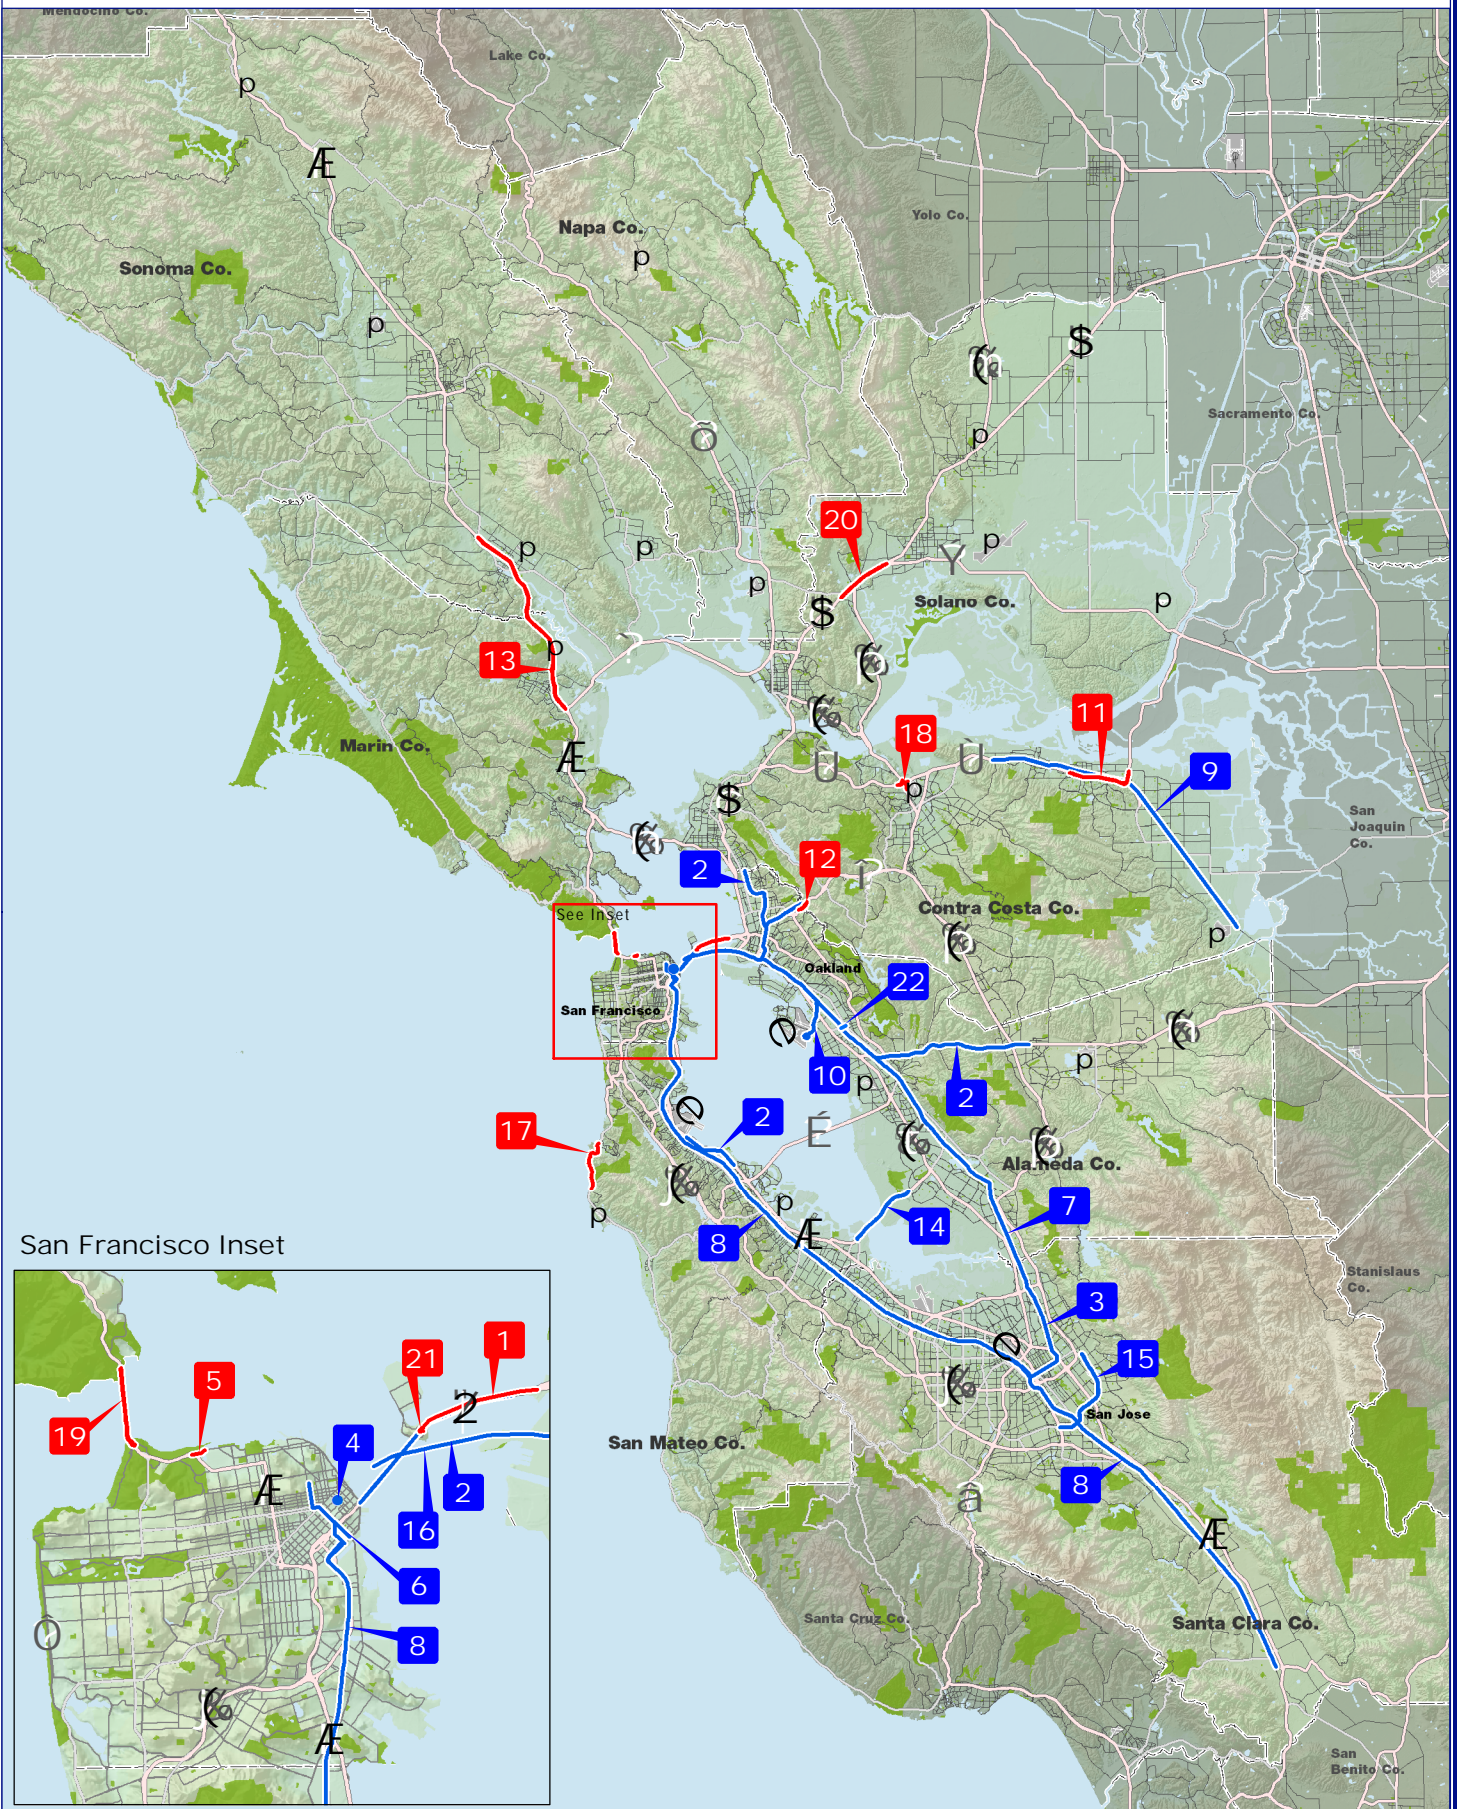 Mendocino Co.
Lake Co.
p
Æ
Yolo Co.
Napa Co.
p
Sonoma Co.
p
$
Sacramento Co.
p
Õ
20
p
p
p
Ý
p
p
Solano Co.
$
13
p
?
11
18
Marin Co.
Æ
Ù
Ù
9
p
$
San
Joaquin
Co.
2
12
Contra Costa Co.
See Inset
p
Oakland
22
San Francisco
10
p
2
p
2
17
É
Alameda Co.
p
14
7
8
Æ
San Francisco Inset
Stanislaus
Co.
3
15
21
1
5
2
19
4
San Jose
San Mateo Co.
8
Æ
2
â
16
Æ
6
Santa Cruz Co.
Santa Clara Co.
Ô
8
Æ
San
Benito Co.